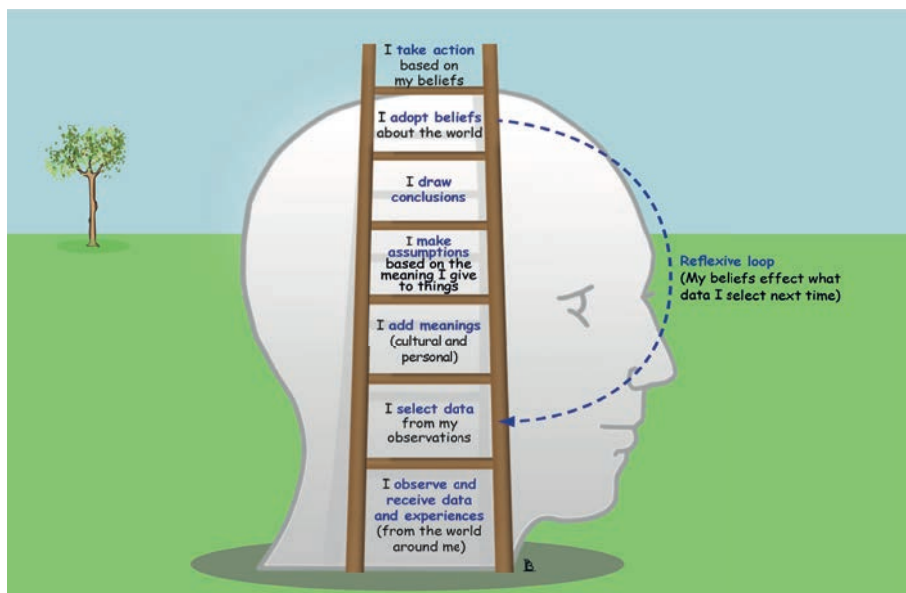 I take action
based on
my beliefs
I adopt beliefs
about the world
I draw
conclusions
I make
assumptions
based on the
meaning I give
to things
Reflexive loop
(My beliefs effect what
data I select next time)
I add meanings
(cultural and
personal)
I select data
from my
observations
I observe and
receive data
and experiences
(from the world
around me)